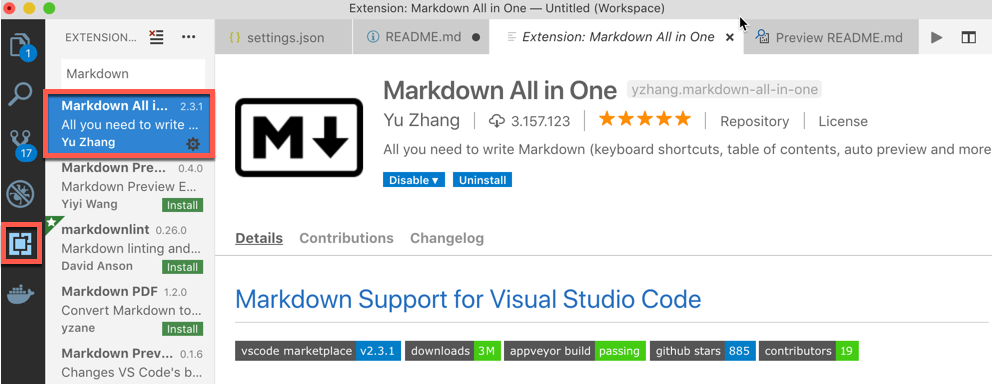 Extension: Markdown All in One — Untitled (Workspace)
EXTENSION...
{} settings.json
README.md
Extension: Markdown All in One
Preview README.md
1
17
Markdown
Markdown All i... 2.3.1
All you need to write ...
Yu Zhang
Markdown Pre... 0.4.0
Markdown Preview E...
Yiyi Wang Install
markdownlint 0.26.0
Markdown linting and...
David Anson Install
Markdown PDF 1.2.0
Convert Markdown to...
yzane Install
Markdown Prev... 0.1.6
Changes VS Code's b...
M
Markdown All in One yzhang.markdown-all-in-one
Yu Zhang | 3.157.123 | ★★★★★ | Repository | License
All you need to write Markdown (keyboard shortcuts, table of contents, auto preview and more
Disable ▾ Uninstall
Details Contributions Changelog
Markdown Support for Visual Studio Code
vscode marketplace v2.3.1 downloads 3M appveyor build passing github stars 885 contributors 19